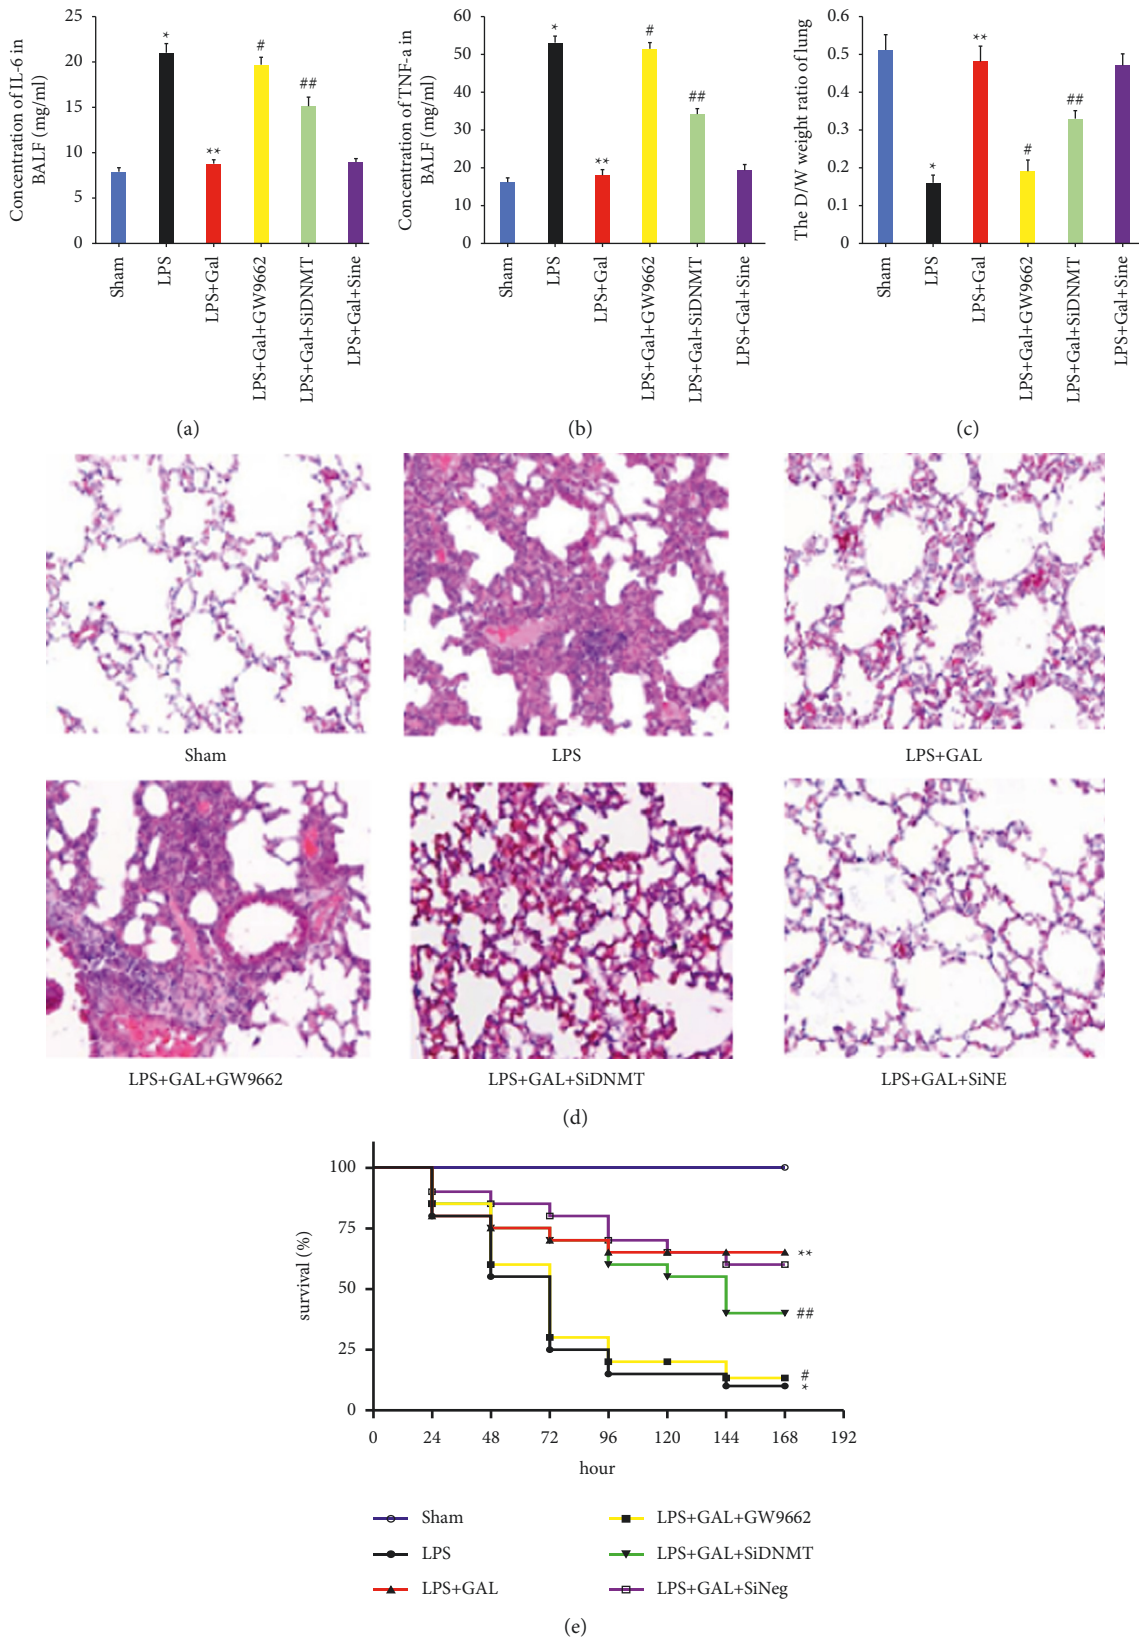 Concentration of IL-6 in
BALF (mg/ml)
25
20
15
10
5
0
*
**
#
##
Sham
LPS
LPS+Gal
LPS+Gal+GW9662
LPS+Gal+SiDNMT
LPS+Gal+Sine
(a)
Concentration of TNF-a in
BALF (mg/ml)
60
50
40
30
20
10
0
*
**
#
##
Sham
LPS
LPS+Gal
LPS+Gal+GW9662
LPS+Gal+SiDNMT
LPS+Gal+Sine
(b)
The D/W weight ratio of lung
0.6
0.5
0.4
0.3
0.2
0.1
0
*
**
#
##
Sham
LPS
LPS+Gal
LPS+Gal+GW9662
LPS+Gal+SiDNMT
LPS+Gal+Sine
(c)
Sham
LPS
LPS+GAL
LPS+GAL+GW9662
LPS+GAL+SiDNMT
LPS+GAL+SiNE
(d)
survival (%)
100
75
50
25
0
**
##
#
*
0 24 48 72 96 120 144 168 192
hour
Sham
LPS
LPS+GAL
LPS+GAL+GW9662
LPS+GAL+SiDNMT
LPS+GAL+SiNeg
(e)